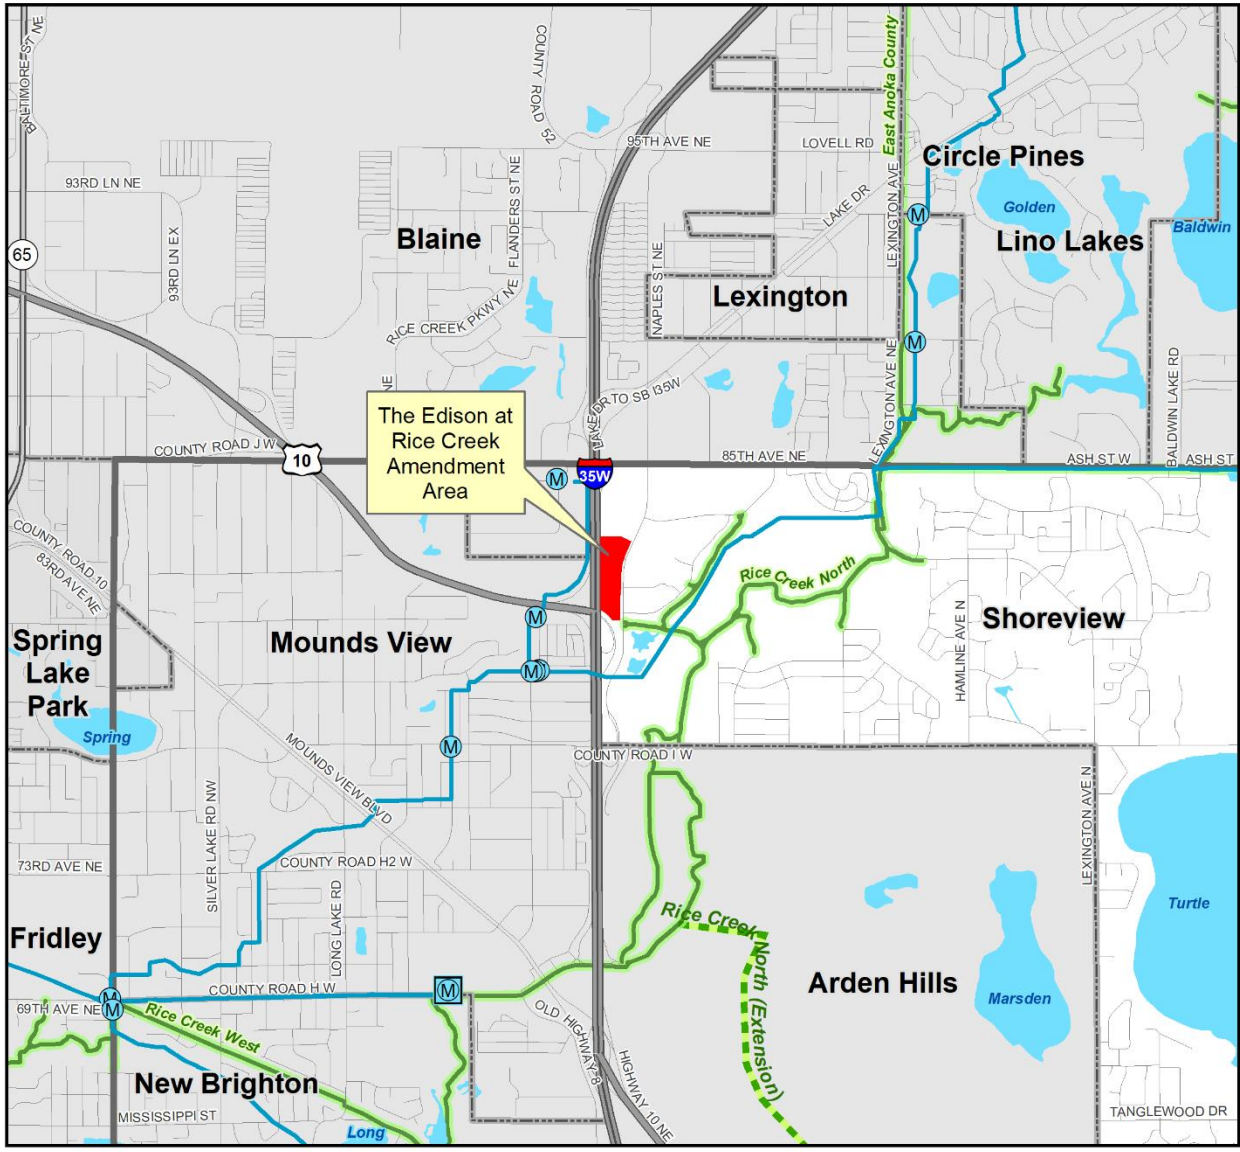 BALTIMORE ST NE
COUNTY ROAD 52
East Anoka County
95TH AVE NE
LOVELL RD
Circle Pines
93RD LN NE
FLANDERS ST NE
LAKE DR
LEXINGTON AVE
M
Golden
Baldwin
65
93RD LN EX
Blaine
Lino Lakes
NAPLES ST NE
Lexington
RICE CREEK PKWY NE
M
LEXINGTON AVE NE
BALDWIN LAKE RD
NE
LAKE DR TO SB I35W
The Edison at
Rice Creek
Amendment
Area
COUNTY ROAD J W
10
85TH AVE NE
ASH ST W
ASH ST
M
35W
COUNTY ROAD 10
83RD AVE NE
Rice Creek North
M
Mounds View
Shoreview
HAMLINE AVE N
Spring
Lake
Park
M
Spring
M
MOUNDS VIEW BLVD
COUNTY ROAD I W
LEXINGTON AVE N
SILVER LAKE RD NW
73RD AVE NE
COUNTY ROAD H2 W
LONG LAKE RD
Turtle
Fridley
Rice Creek
North (Extension)
Arden Hills
M
COUNTY ROAD H W
M
M
69TH AVE NE
Rice Creek West
OLD HIGHWAY 8
HIGHWAY 10 NE
Marsden
New Brighton
MISSISSIPPI ST
Long
TANGLEWOOD DR